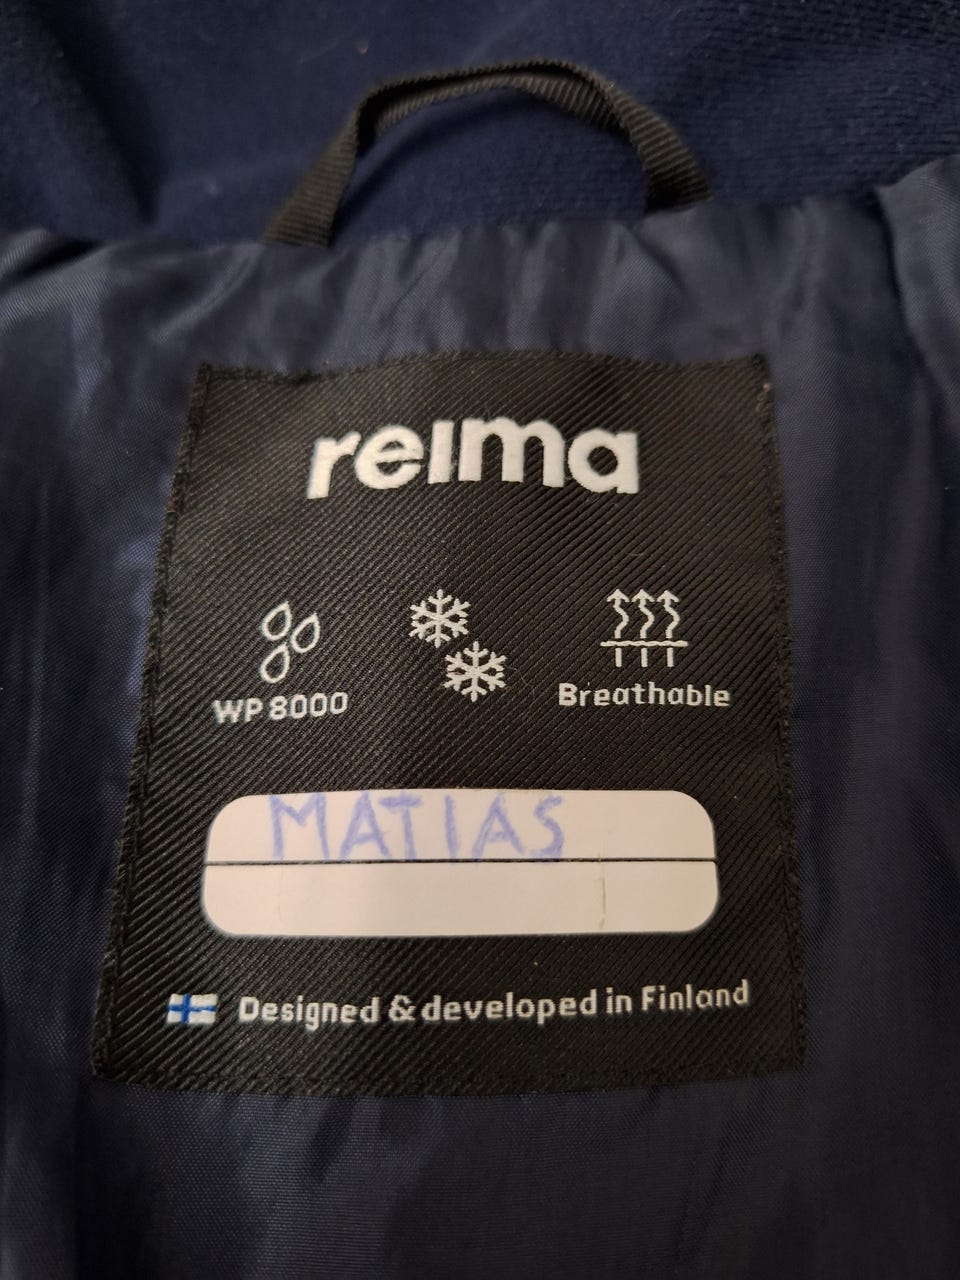 reima
WP 8000
Breathable
MATIAS
Designed & developed in Finland